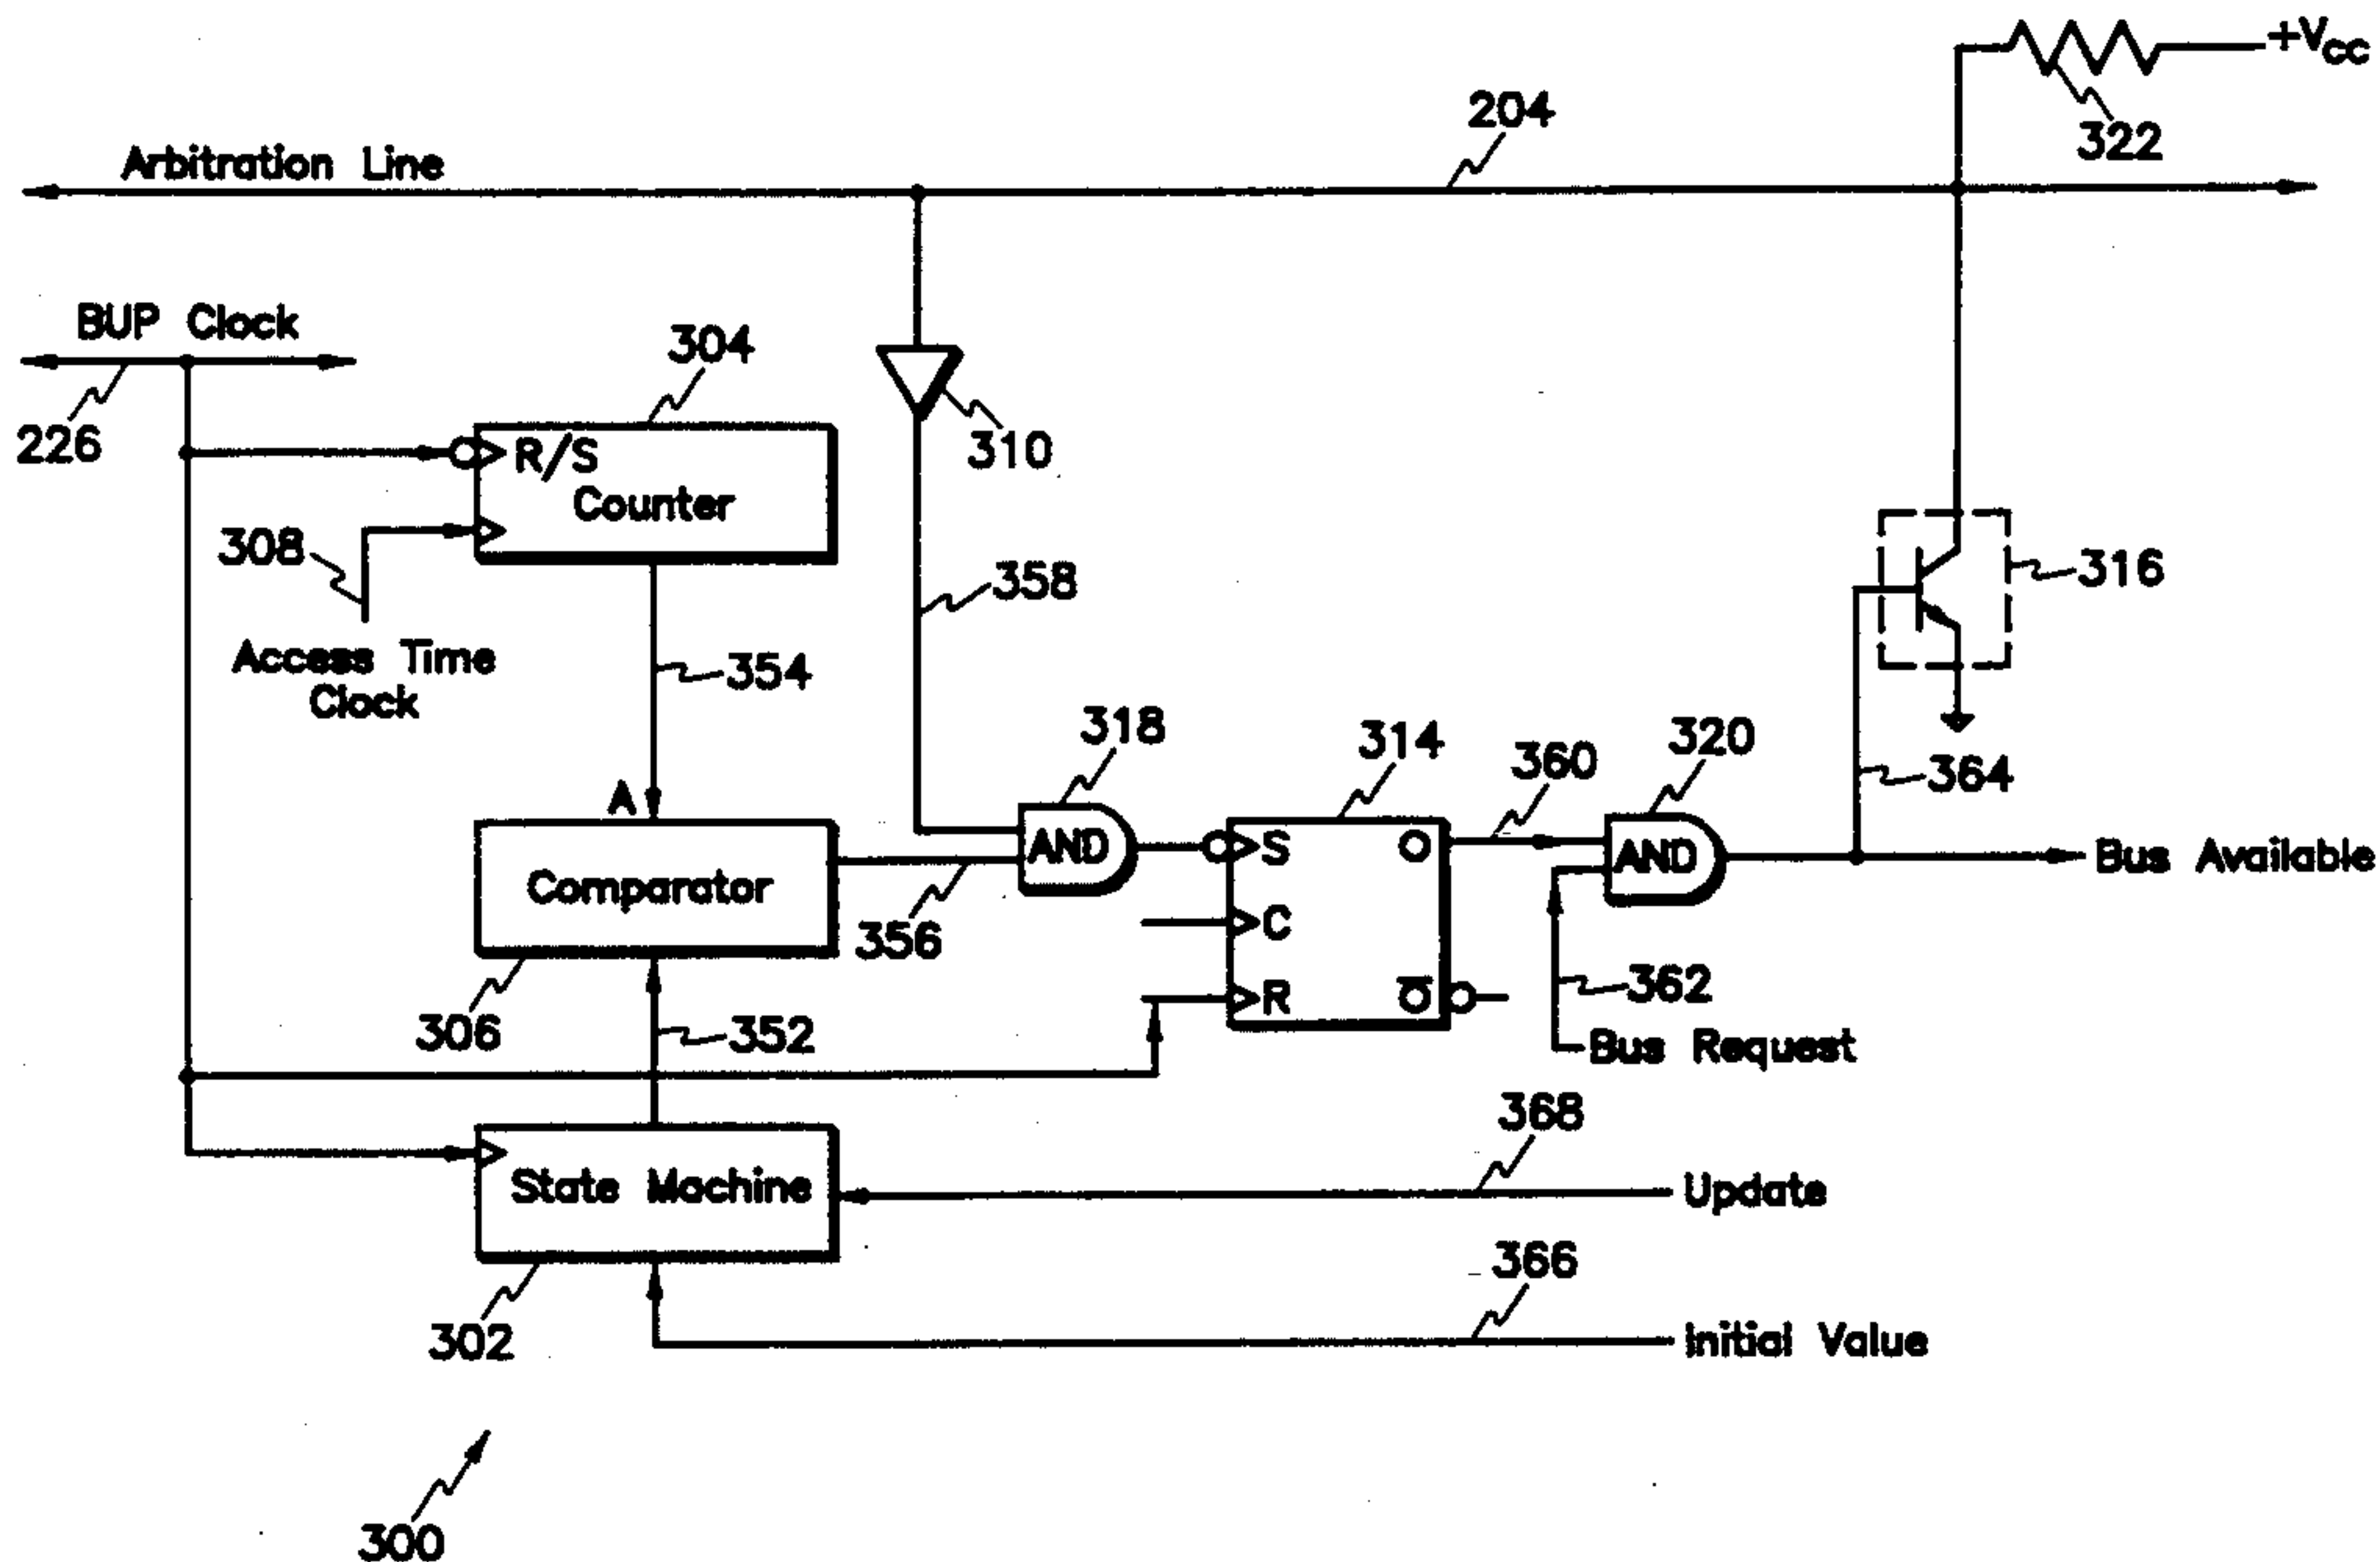 +VCC
322
204
Arbitration Line
BUP Clock
226
304
R/S
Counter
310
308
Access Time
Clock
358
316
354
A
318
314
360
320
364
AND
S
Q
AND
Bus Available
Comparator
356
C
362
306
352
R
Q̅
Bus Request
368
State Machine
Update
366
302
Initial Value
300